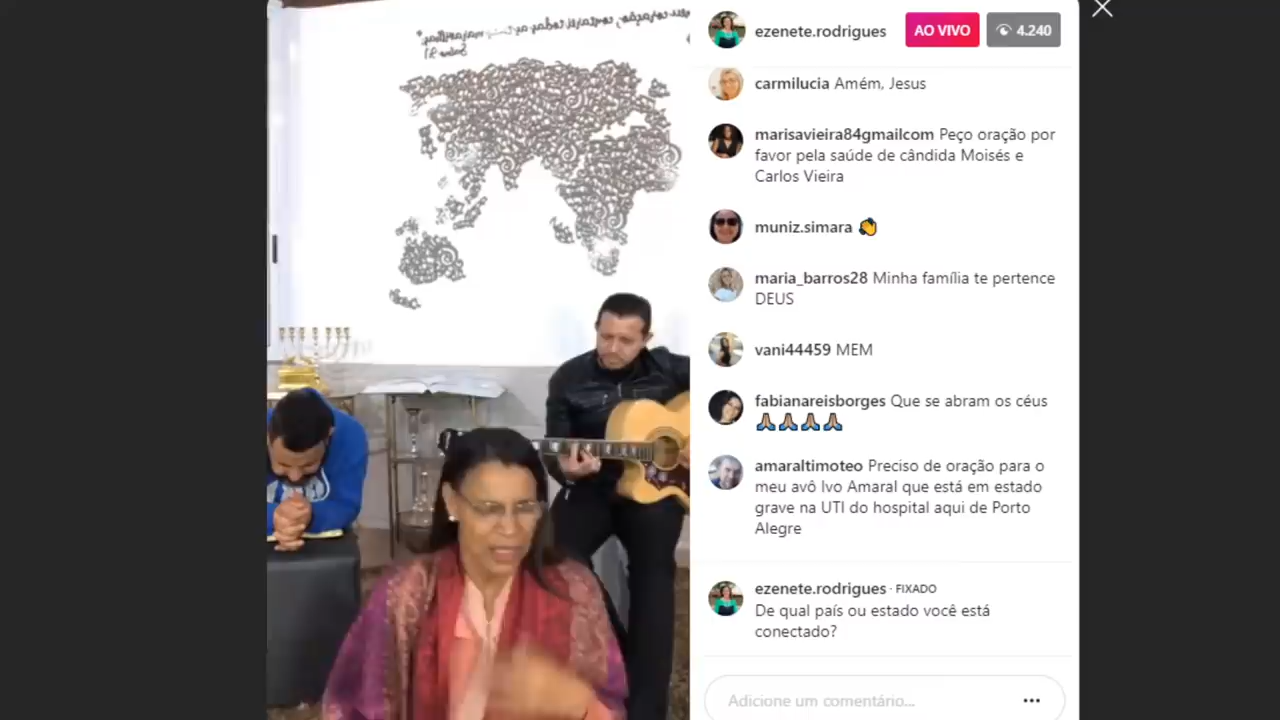 ezenete.rodrigues AO VIVO 4.240
carmilucia Amém, Jesus
marisavieira84gmailcom Peço oração por
favor pela saúde de cândida Moisés e
Carlos Vieira
muniz.simara
maria_barros28 Minha família te pertence
DEUS
vani44459 MEM
fabianareisborges Que se abram os céus
amaraltimoteo Preciso de oração para o
meu avô Ivo Amaral que está em estado
grave na UTI do hospital aqui de Porto
Alegre
ezenete.rodrigues · FIXADO
De qual país ou estado você está
conectado?
Adicione um comentário...